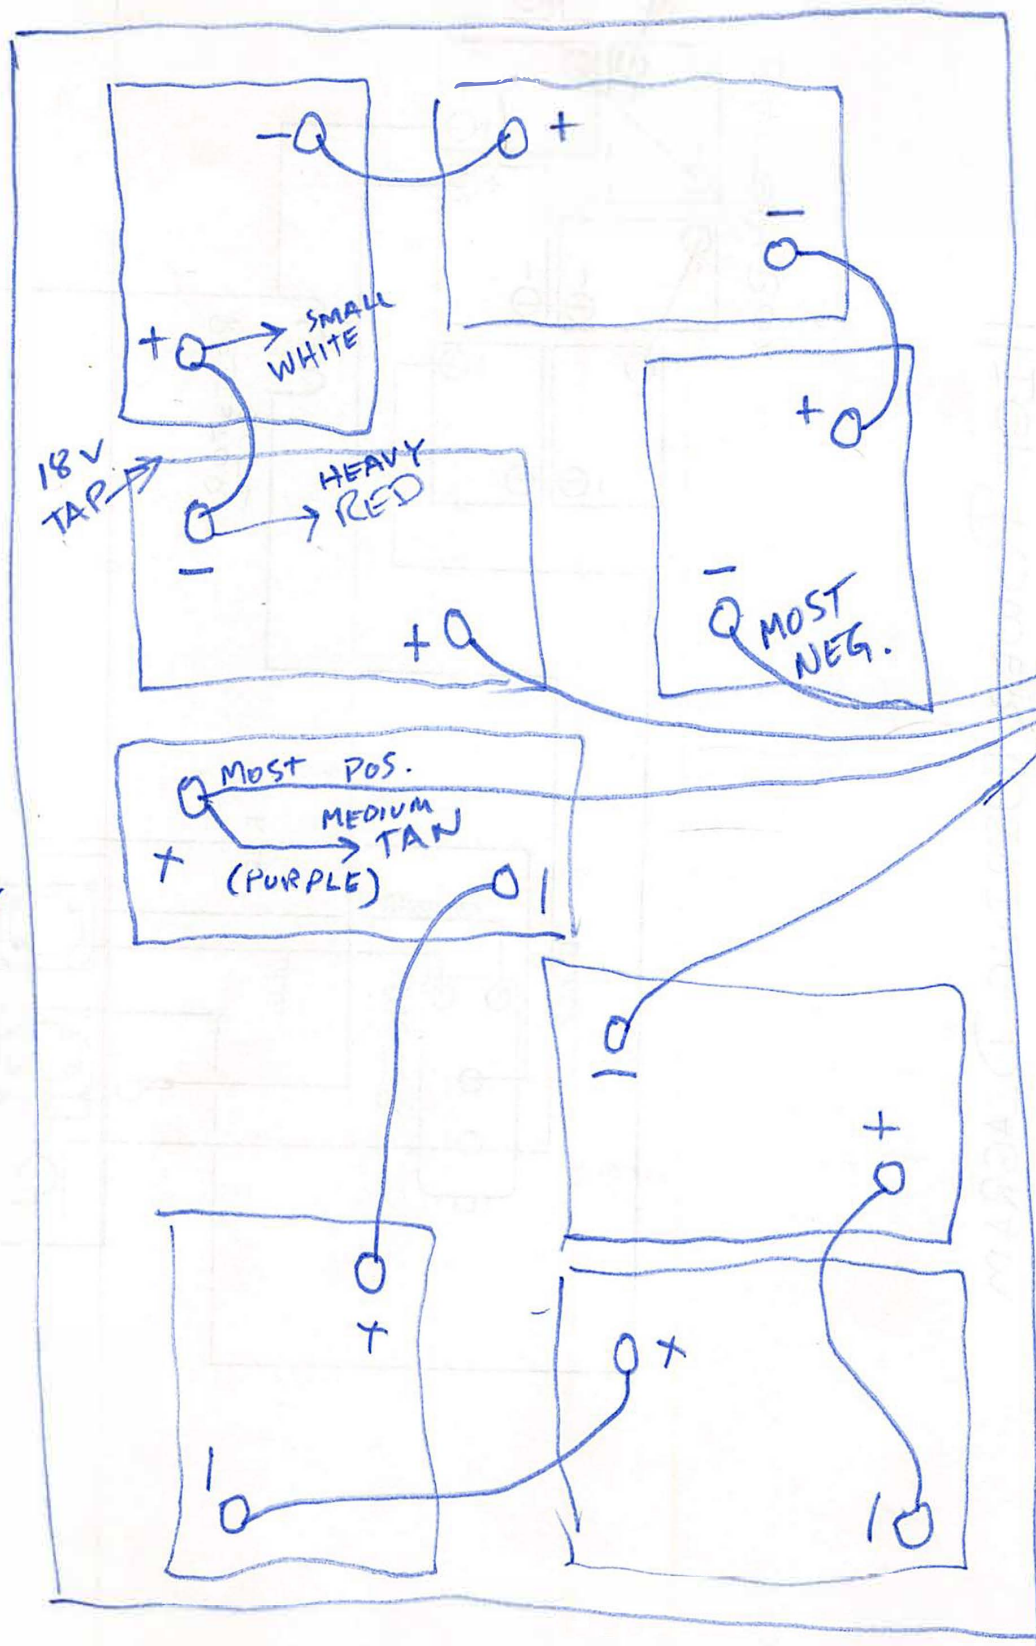 - +
-
+ SMALL
WHITE
+
18 V.
TAP
HEAVY
RED
-
-
MOST
NEG.
+
MOST POS.
MEDIUM
TAN
+
(PURPLE)
-
-
+
+
+
-
-